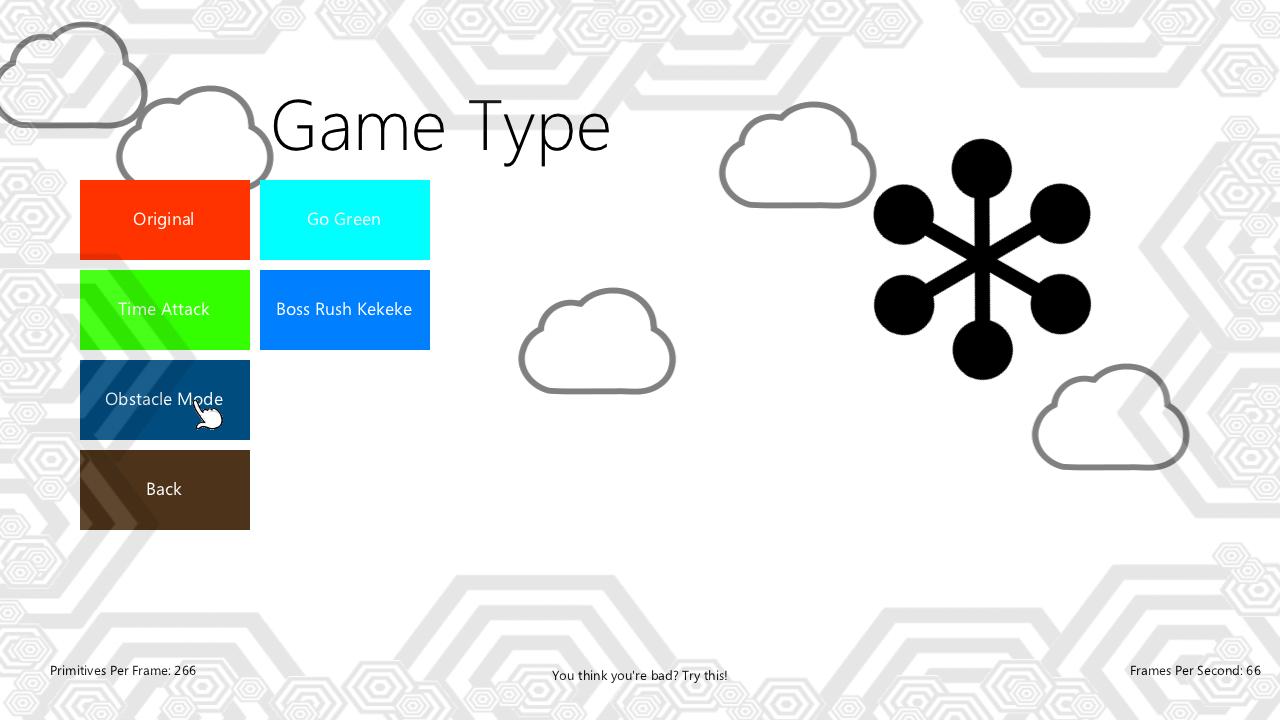 Game Type
Original
Go Green
Time Attack
Boss Rush Kekeke
Obstacle Mode
Back
Primitives Per Frame: 266
You think you're bad? Try this!
Frames Per Second: 66